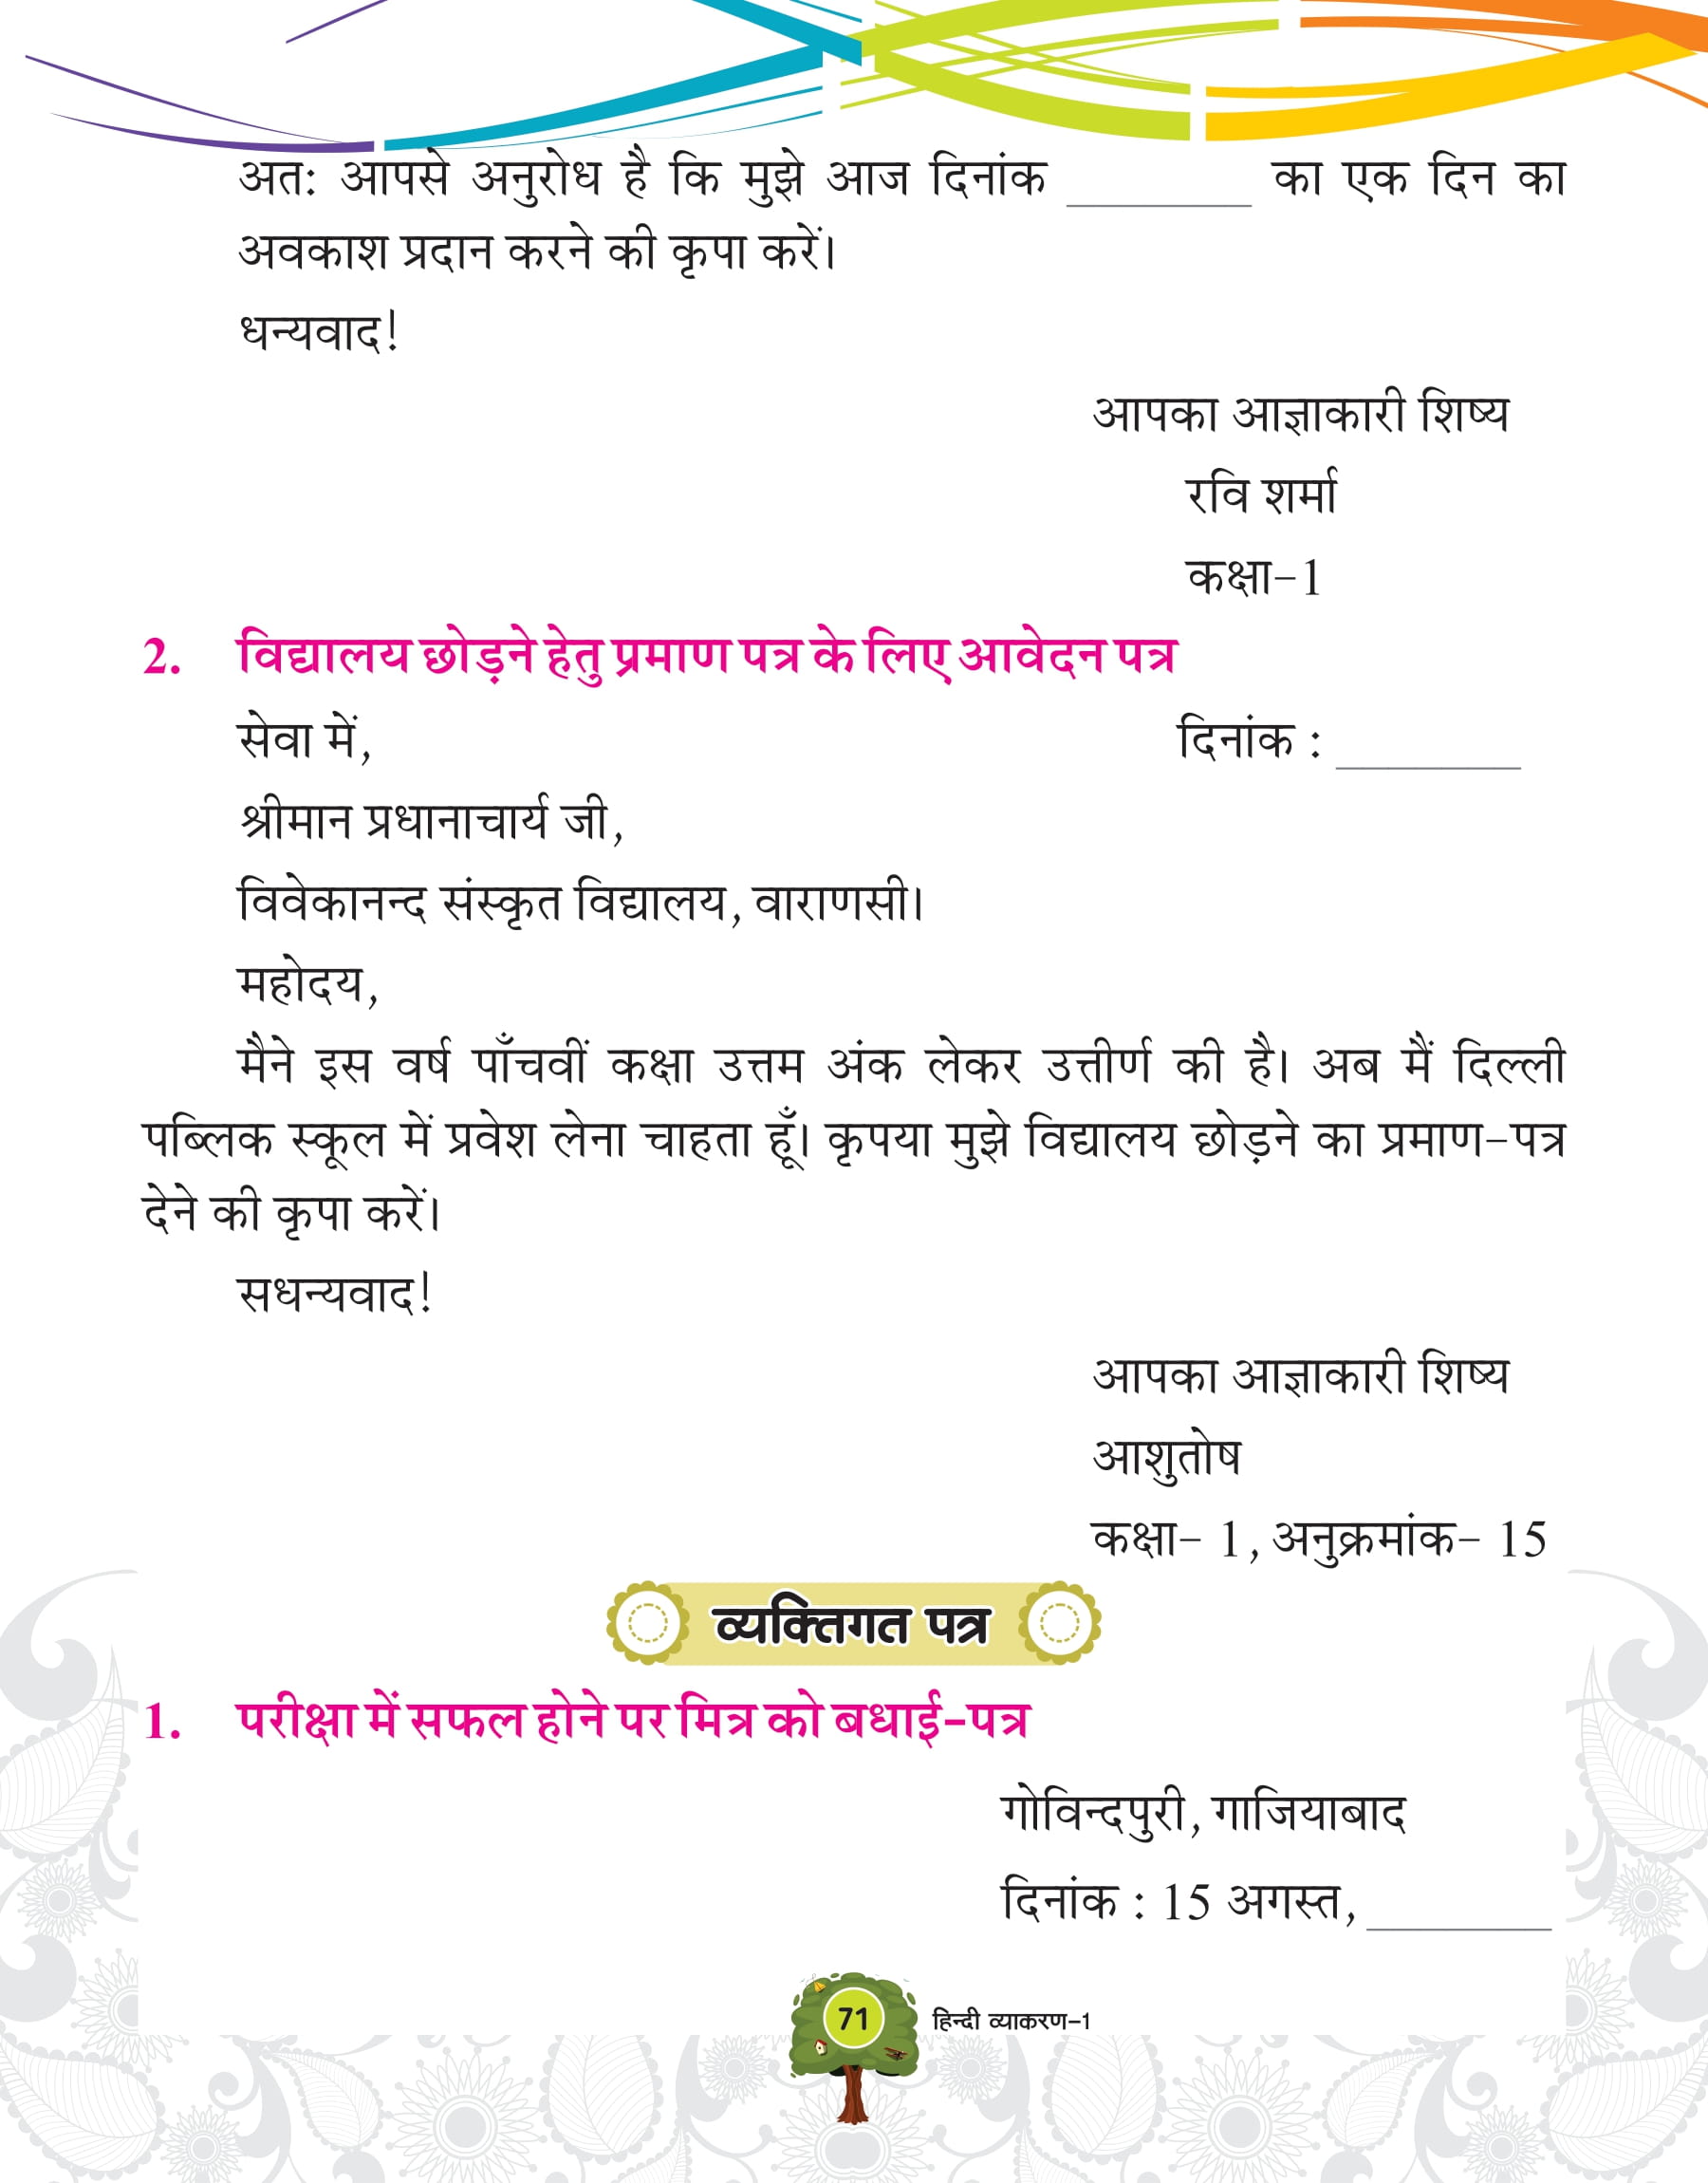 अतः आपसे अनुरोध है कि मुझे आज दिनांक ________ का एक दिन का
अवकाश प्रदान करने की कृपा करें।
धन्यवाद!
आपका आज्ञाकारी शिष्य
रवि शर्मा
कक्षा-1
2. विद्यालय छोड़ने हेतु प्रमाण पत्र के लिए आवेदन पत्र
सेवा में, दिनांक : ________
श्रीमान प्रधानाचार्य जी,
विवेकानन्द संस्कृत विद्यालय, वाराणसी।
महोदय,
मैने इस वर्ष पाँचवीं कक्षा उत्तम अंक लेकर उत्तीर्ण की है। अब मैं दिल्ली
पब्लिक स्कूल में प्रवेश लेना चाहता हूँ। कृपया मुझे विद्यालय छोड़ने का प्रमाण-पत्र
देने की कृपा करें।
सधन्यवाद!
आपका आज्ञाकारी शिष्य
आशुतोष
कक्षा- 1, अनुक्रमांक- 15
व्यक्तिगत पत्र
1. परीक्षा में सफल होने पर मित्र को बधाई-पत्र
गोविन्दपुरी, गाजियाबाद
दिनांक : 15 अगस्त, ________
71 हिन्दी व्याकरण-1